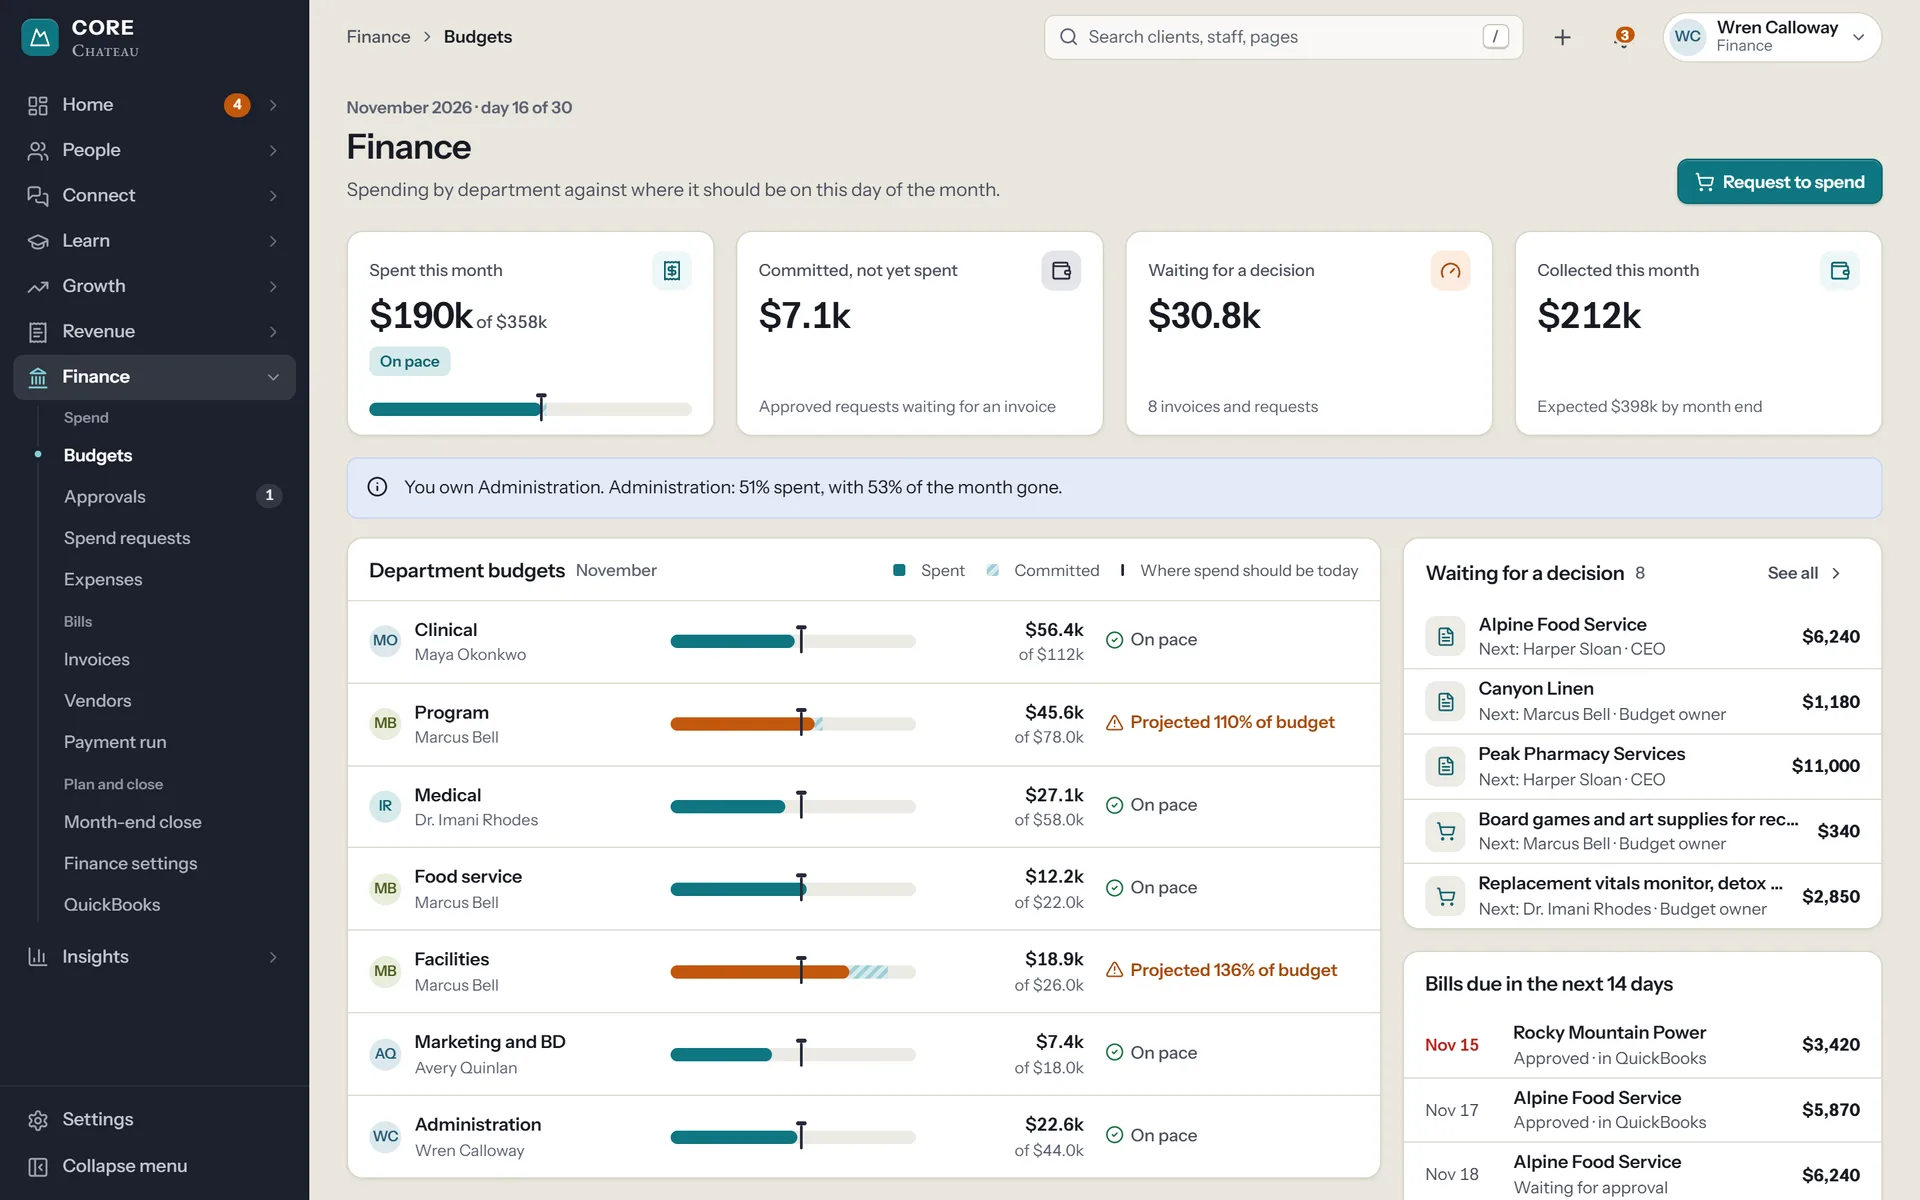 CORE
CHATEAU
Home 4
People
Connect
Learn
Growth
Revenue
Finance
Spend
Budgets
Approvals 1
Spend requests
Expenses
Bills
Invoices
Vendors
Payment run
Plan and close
Month-end close
Finance settings
QuickBooks
Insights
Settings
Collapse menu
Finance > Budgets
Search clients, staff, pages /
3
WC
Wren Calloway
Finance
November 2026 · day 16 of 30
Finance
Spending by department against where it should be on this day of the month.
Request to spend
Spent this month
$190k of $358k
On pace
Committed, not yet spent
$7.1k
Approved requests waiting for an invoice
Waiting for a decision
$30.8k
8 invoices and requests
Collected this month
$212k
Expected $398k by month end
You own Administration. Administration: 51% spent, with 53% of the month gone.
Department budgets November
Spent Committed Where spend should be today
MO Clinical $56.4k On pace
Maya Okonkwo of $112k
MB Program $45.6k Projected 110% of budget
Marcus Bell of $78.0k
IR Medical $27.1k On pace
Dr. Imani Rhodes of $58.0k
MB Food service $12.2k On pace
Marcus Bell of $22.0k
MB Facilities $18.9k Projected 136% of budget
Marcus Bell of $26.0k
AQ Marketing and BD $7.4k On pace
Avery Quinlan of $18.0k
WC Administration $22.6k On pace
Wren Calloway of $44.0k
Waiting for a decision 8 See all
Alpine Food Service $6,240
Next: Harper Sloan · CEO
Canyon Linen $1,180
Next: Marcus Bell · Budget owner
Peak Pharmacy Services $11,000
Next: Harper Sloan · CEO
Board games and art supplies for rec... $340
Next: Marcus Bell · Budget owner
Replacement vitals monitor, detox ... $2,850
Next: Dr. Imani Rhodes · Budget owner
Bills due in the next 14 days
Nov 15 Rocky Mountain Power $3,420
Approved · in QuickBooks
Nov 17 Alpine Food Service $5,870
Approved · in QuickBooks
Nov 18 Alpine Food Service $6,240
Waiting for approval